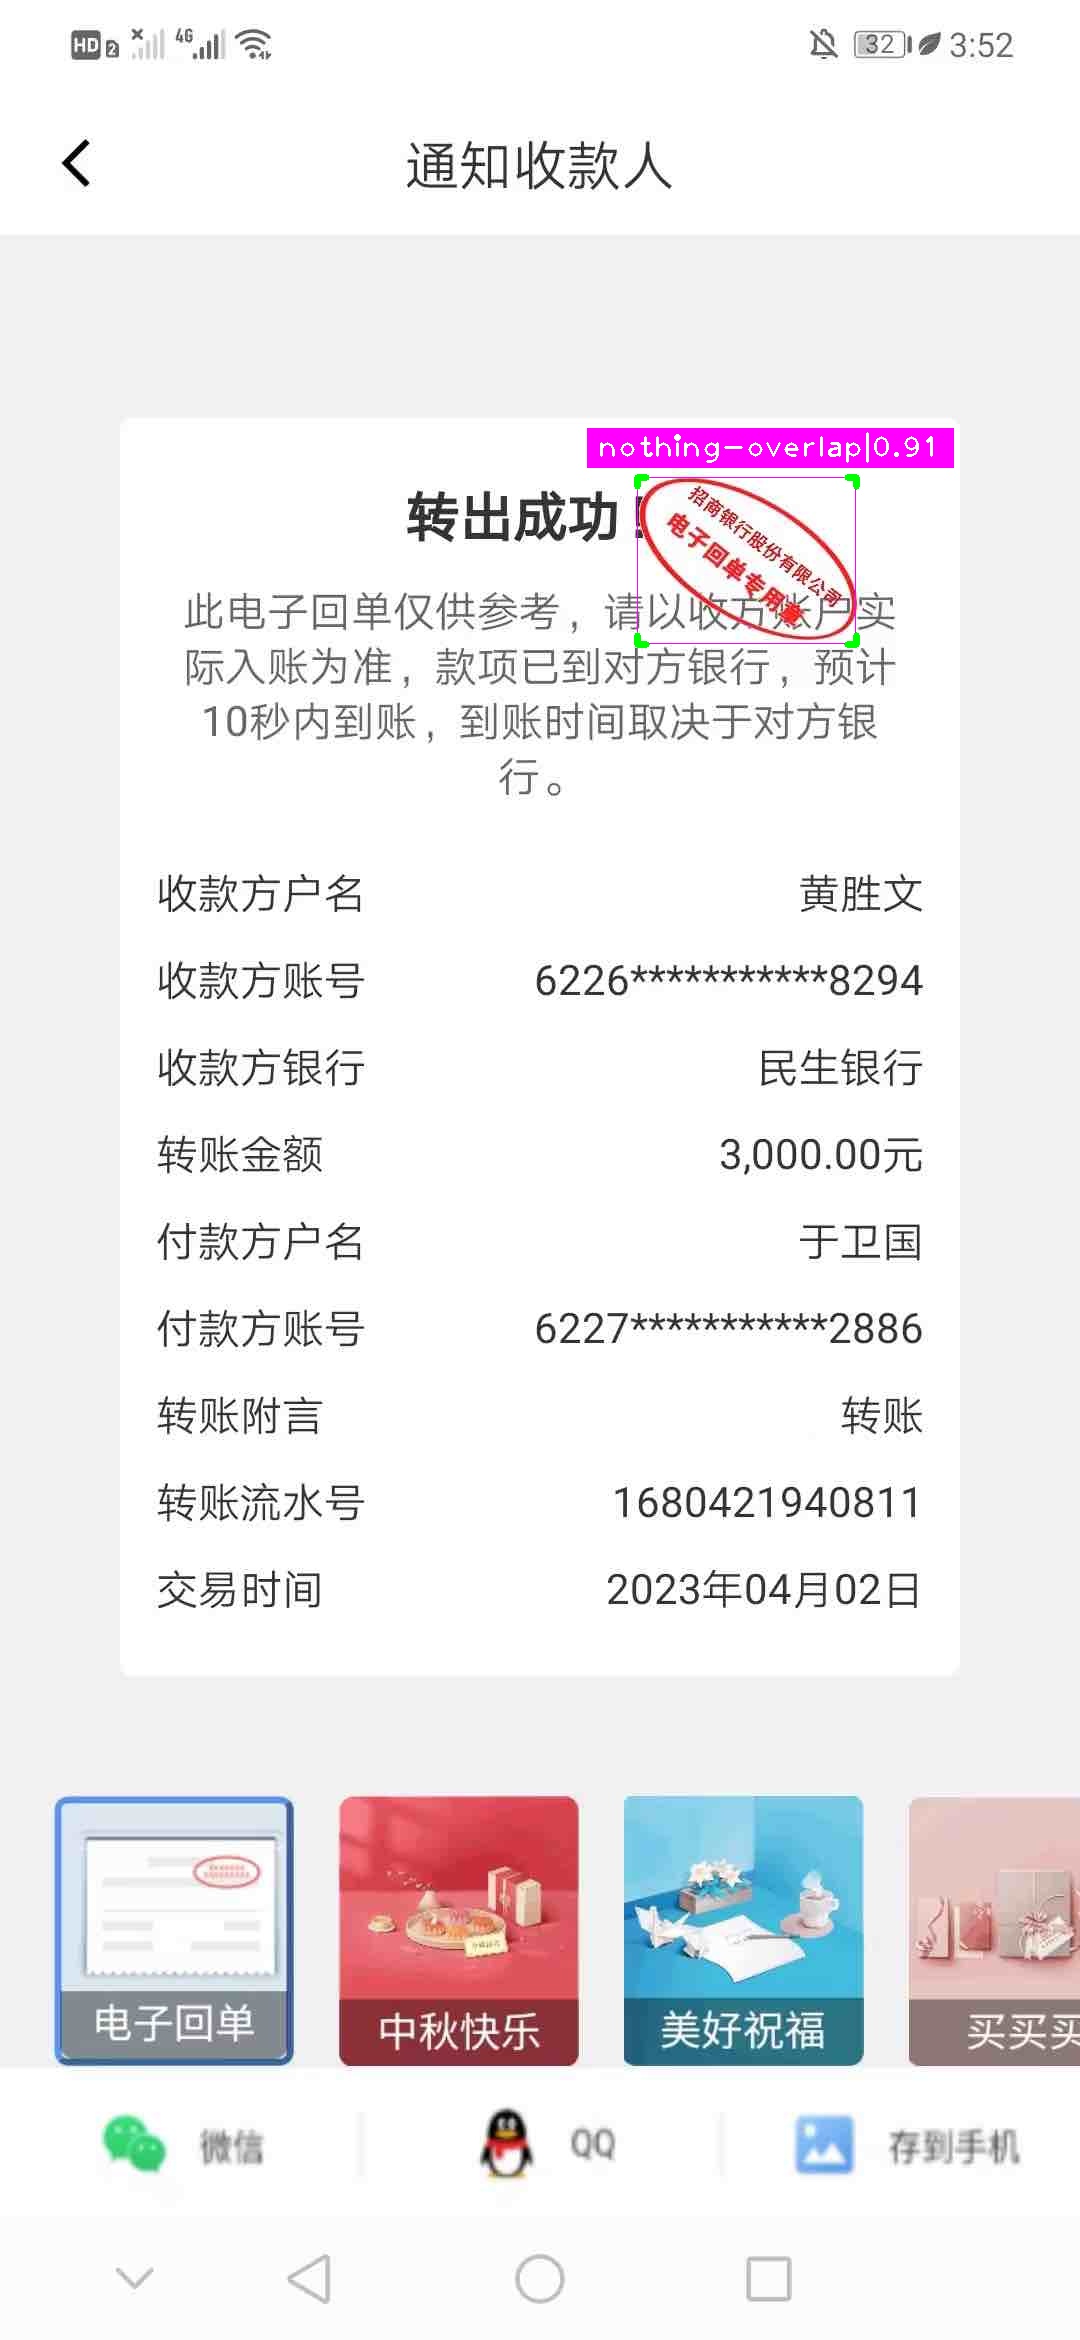 HD 2 4G 32 3:52
通知收款人
nothing-overlap|0.91
转出成功!
招商银行股份有限公司
电子回单专用章
此电子回单仅供参考，请以收方账户实
际入账为准，款项已到对方银行，预计
10秒内到账，到账时间取决于对方银
行。
收款方户名 黄胜文
收款方账号 6226***********8294
收款方银行 民生银行
转账金额 3,000.00元
付款方户名 于卫国
付款方账号 6227***********2886
转账附言 转账
转账流水号 1680421940811
交易时间 2023年04月02日
电子回单 中秋快乐 美好祝福 买买买
微信 QQ 存到手机